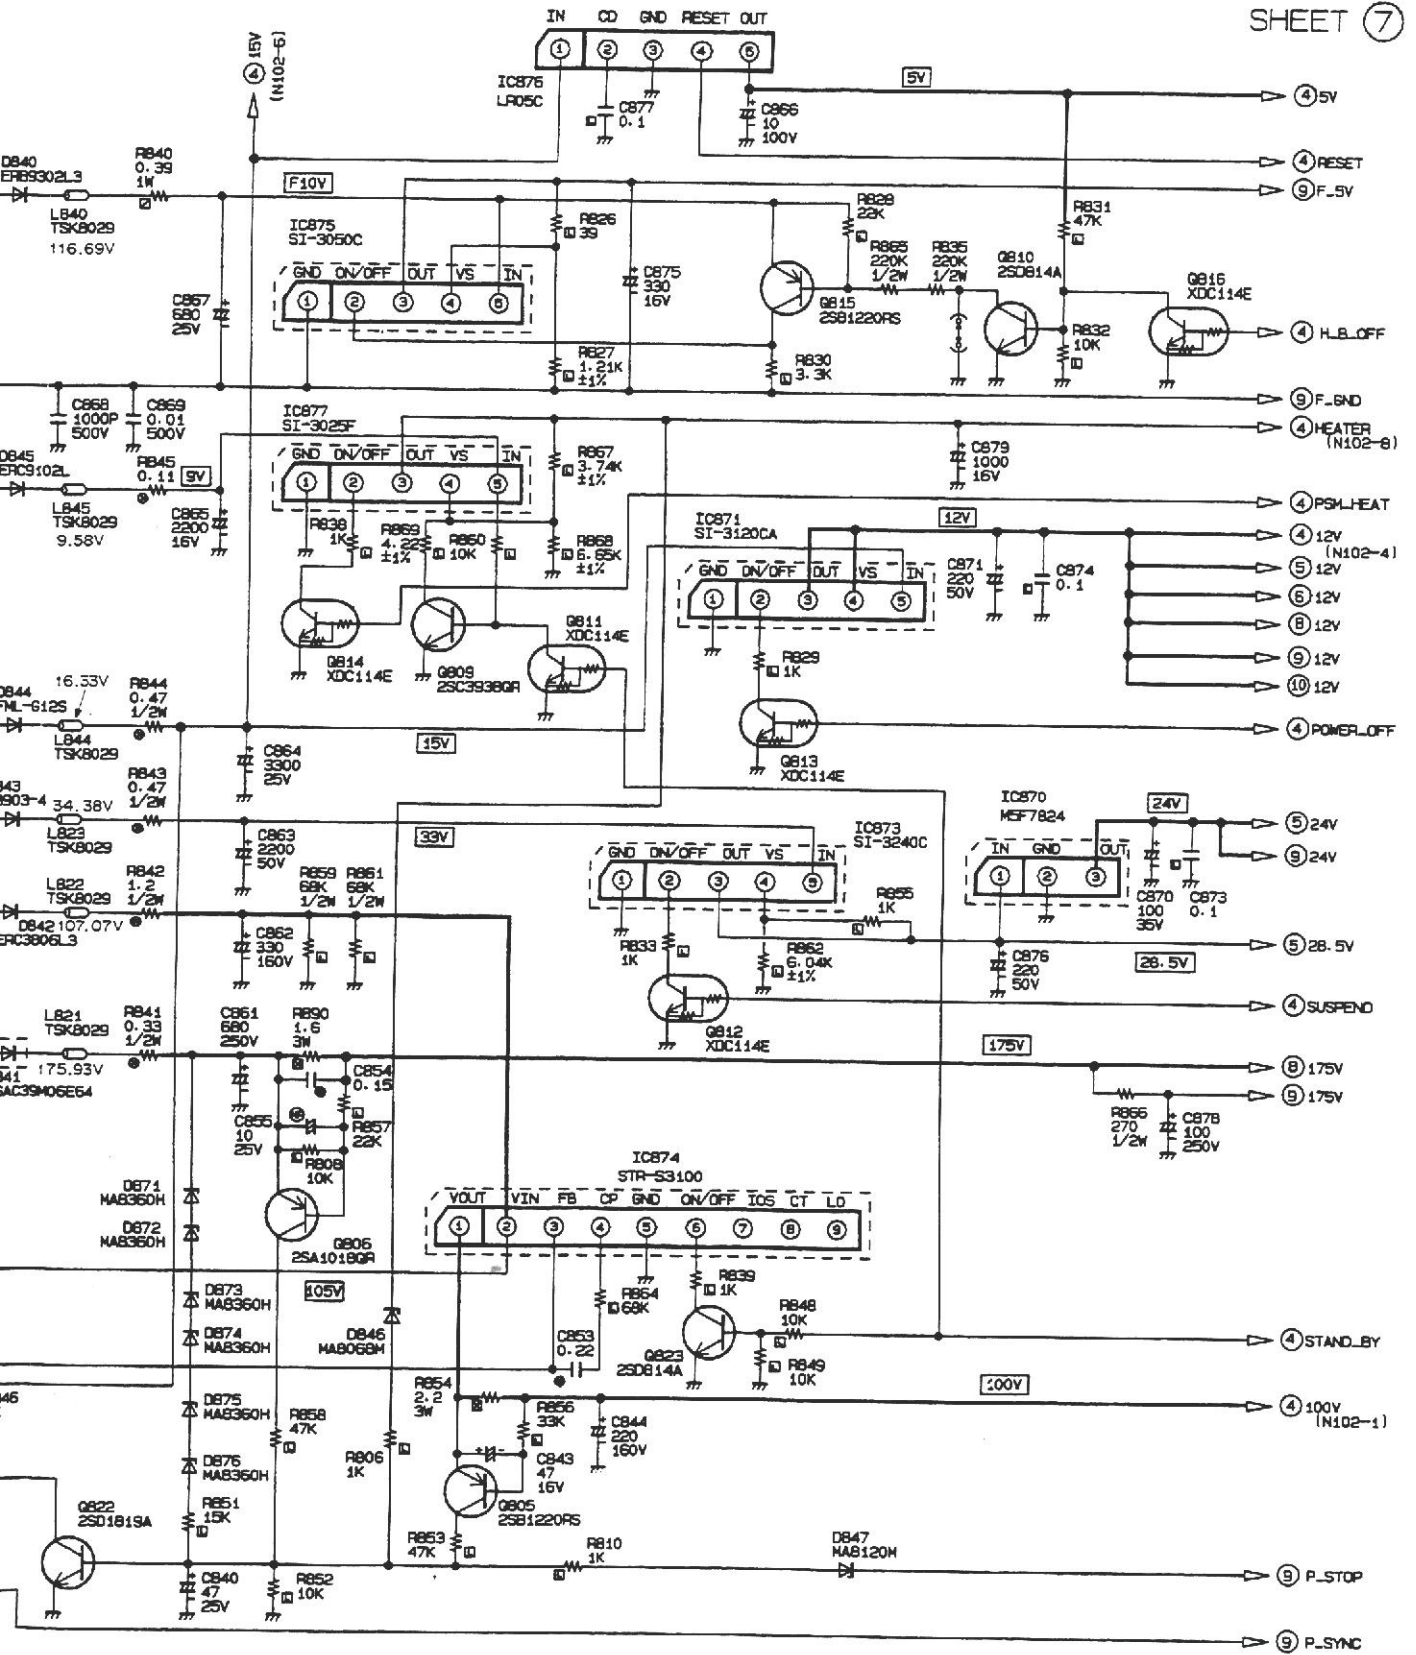 SHEET 7
IN CD GND RESET OUT
1 2 3 4 5
IC876
LA05C
C877
0.1
C866
10
100V
5V
4 5V
4 15V
(N102-6)
4 RESET
9 F_5V
D840
ERB9302L3
R840
0.39
1W
L840
TSK8029
116.69V
F10V
IC875
SI-3050C
GND ON/OFF OUT VS IN
1 2 3 4 5
R826
39
C875
330
16V
R828
22K
R865
220K
1/2W
R835
220K
1/2W
Q815
2SB1220RS
Q810
2SD814A
R831
47K
R832
10K
Q816
XDC114E
4 H_B_OFF
C867
680
25V
R827
1.21K
±1%
R830
3.3K
9 F_GND
C868
1000P
500V
C869
0.01
500V
IC877
SI-3025F
GND ON/OFF OUT VS IN
1 2 3 4 5
4 HEATER
(N102-8)
D845
ERC9102L
R845
0.11
9V
L845
TSK8029
9.58V
C865
2200
16V
R867
3.74K
±1%
C879
1000
16V
4 PSM_HEAT
R838
1K
R869
4.22
±1%
R860
10K
R868
6.65K
±1%
IC871
SI-3120CA
GND ON/OFF OUT VS IN
1 2 3 4 5
12V
C871
220
50V
C874
0.1
4 12V
(N102-4)
5 12V
6 12V
8 12V
9 12V
10 12V
Q814
XDC114E
Q809
2SC3938QR
Q811
XDC114E
R829
1K
Q813
XDC114E
4 POWER_OFF
D844
FML-G12S
16.33V
R844
0.47
1/2W
L844
TSK8029
15V
C864
3300
25V
R843
0.47
1/2W
34.38V
L823
TSK8029
C863
2200
50V
33V
IC873
SI-3240C
GND ON/OFF OUT VS IN
1 2 3 4 5
IC870
M5F7824
IN GND OUT
1 2 3
24V
5 24V
9 24V
C870
100
35V
C873
0.1
L822
TSK8029
R842
1.2
1/2W
D842
107.07V
ERC3806L3
C862
330
160V
R859
68K
1/2W
R861
68K
1/2W
R855
1K
R833
1K
R862
6.04K
±1%
C876
220
50V
28.5V
5 28.5V
Q812
XDC114E
4 SUSPEND
L821
TSK8029
R841
0.33
1/2W
175.93V
C861
680
250V
R890
1.6
3W
C854
0.15
175V
8 175V
9 175V
C855
10
25V
R857
22K
R808
10K
R866
270
1/2W
C878
100
250V
D871
MA8360H
D872
MA8360H
Q806
2SA1018QR
IC874
STR-S3100
VOUT VIN FB CP GND ON/OFF IOS CT LO
1 2 3 4 5 6 7 8 9
105V
D873
MA8360H
D874
MA8360H
D846
MA8068M
R864
68K
C853
0.22
R839
1K
R848
10K
Q823
2SD814A
R849
10K
4 STAND_BY
D875
MA8360H
R858
47K
R854
2.2
3W
R856
33K
C844
220
160V
100V
4 100V
(N102-1)
D876
MA8360H
R806
1K
C843
47
16V
Q805
2SB1220RS
Q822
2SD1819A
R851
15K
R853
47K
R810
1K
D847
MA8120M
C840
47
25V
R852
10K
9 P_STOP
9 P_SYNC